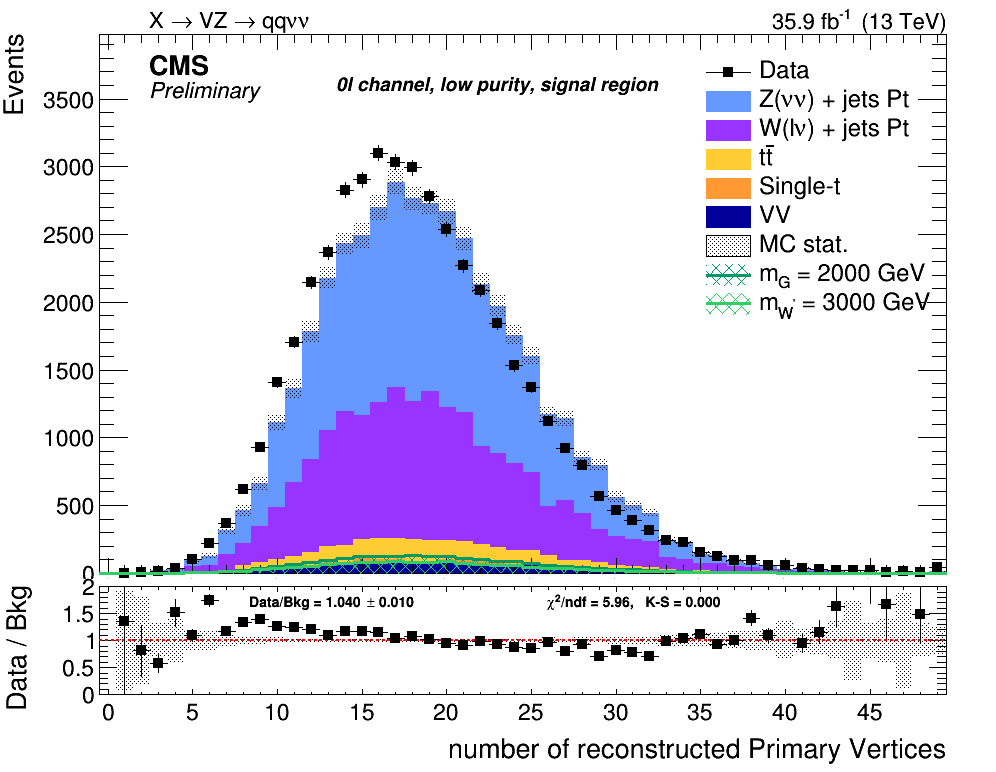 X → VZ → qqνν
35.9 fb⁻¹ (13 TeV)
Events
CMS
Preliminary
0l channel, low purity, signal region
Data
Z(νν) + jets Pt
W(lν) + jets Pt
tt̄
Single-t
VV
MC stat.
m_G = 2000 GeV
m_W' = 3000 GeV
3500
3000
2500
2000
1500
1000
500
0
Data / Bkg
2
1.5
1
0.5
0
Data/Bkg = 1.040 ± 0.010
χ²/ndf = 5.96, K-S = 0.000
0 5 10 15 20 25 30 35 40 45
number of reconstructed Primary Vertices